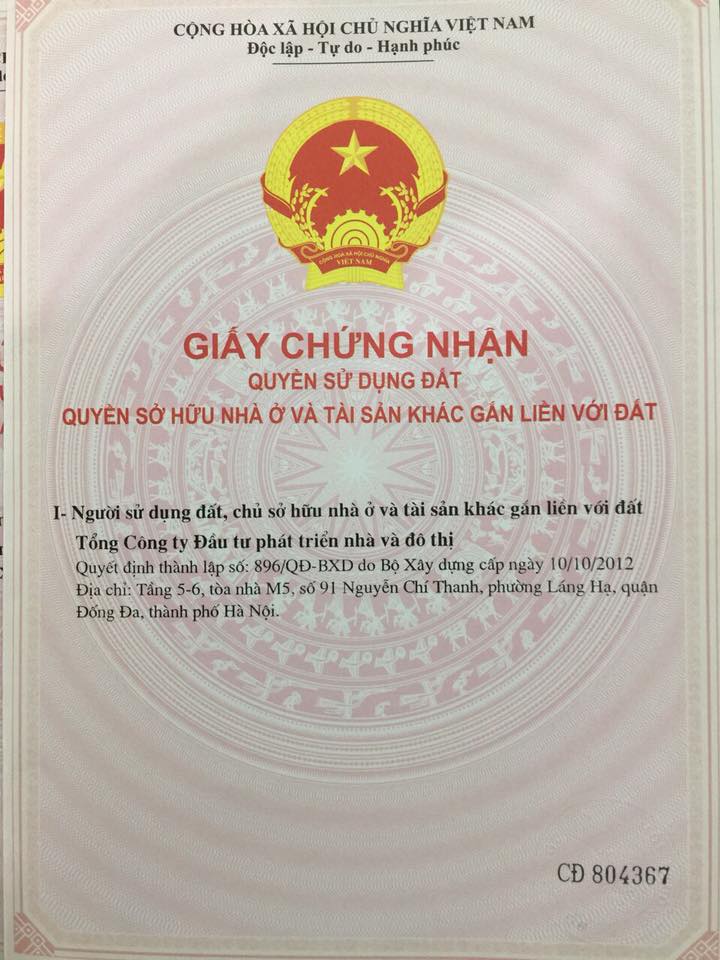 CỘNG HÒA XÃ HỘI CHỦ NGHĨA VIỆT NAM
Độc lập - Tự do - Hạnh phúc
CỘNG HÒA XÃ HỘI CHỦ NGHĨA
VIỆT NAM
GIẤY CHỨNG NHẬN
QUYỀN SỬ DỤNG ĐẤT
QUYỀN SỞ HỮU NHÀ Ở VÀ TÀI SẢN KHÁC GẮN LIỀN VỚI ĐẤT
I- Người sử dụng đất, chủ sở hữu nhà ở và tài sản khác gắn liền với đất
Tổng Công ty Đầu tư phát triển nhà và đô thị
Quyết định thành lập số: 896/QĐ-BXD do Bộ Xây dựng cấp ngày 10/10/2012
Địa chỉ: Tầng 5-6, tòa nhà M5, số 91 Nguyễn Chí Thanh, phường Láng Hạ, quận
Đống Đa, thành phố Hà Nội.
CĐ 804367